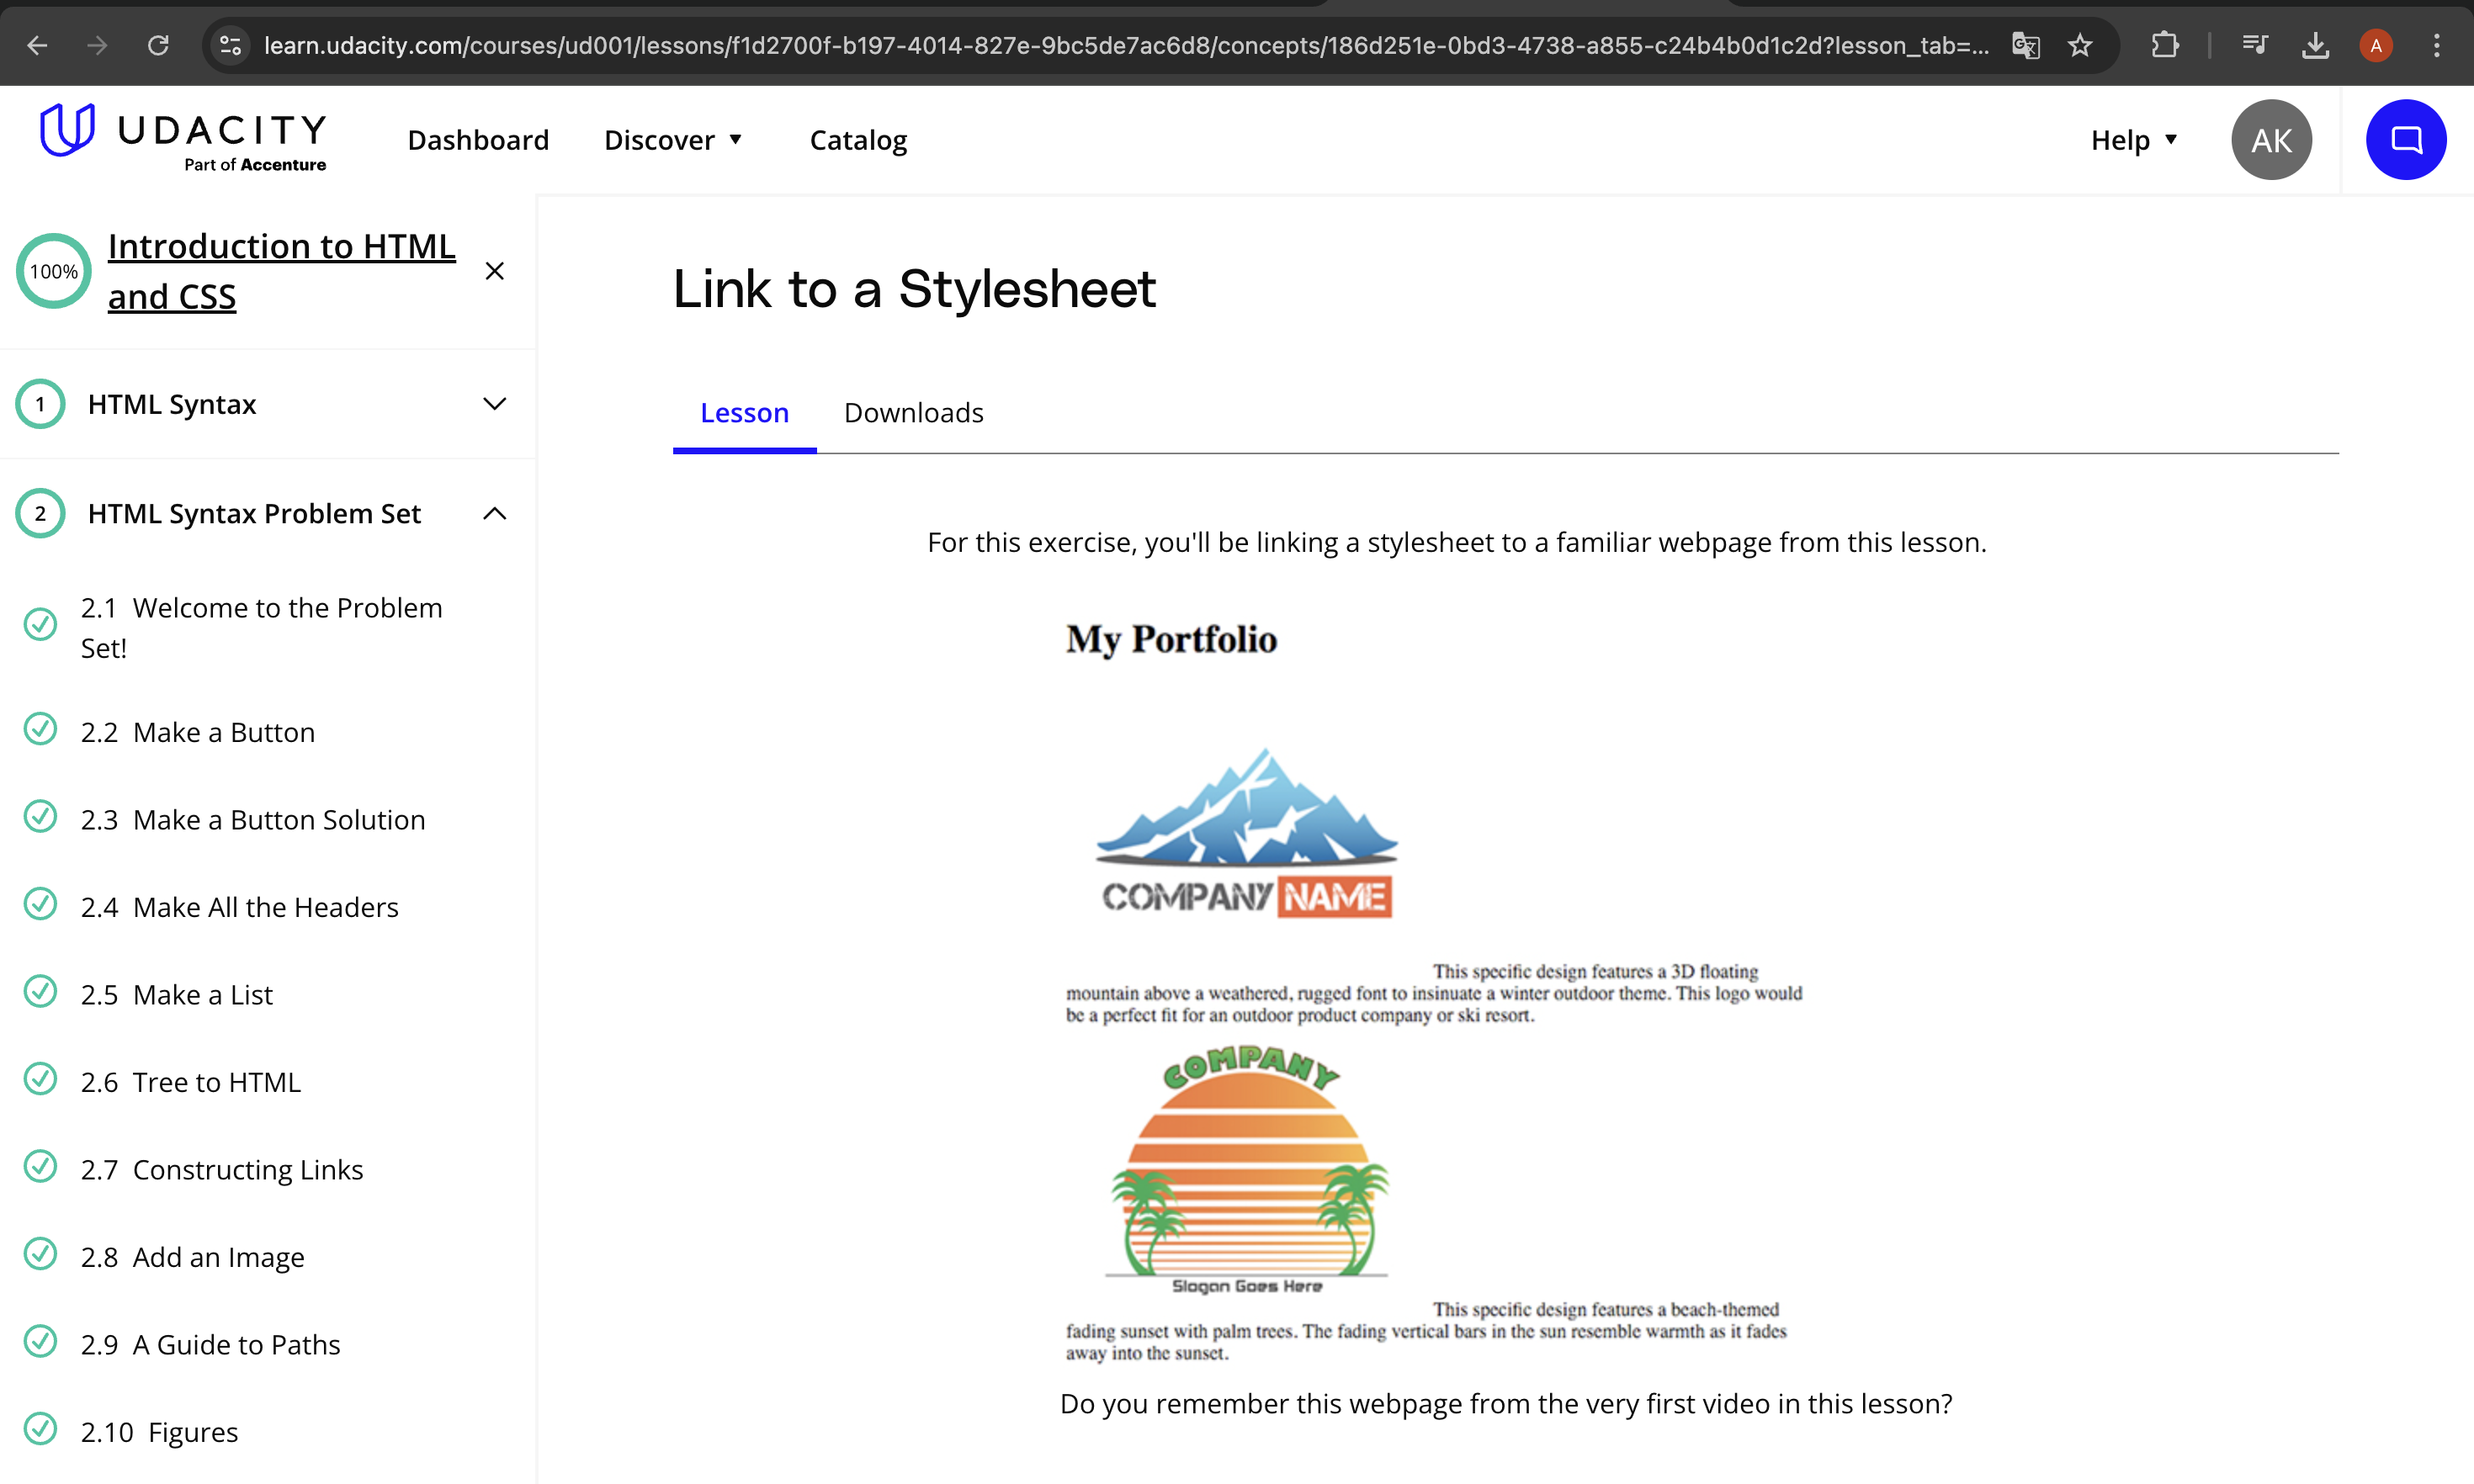 learn.udacity.com/courses/ud001/lessons/f1d2700f-b197-4014-827e-9bc5de7ac6d8/concepts/186d251e-0bd3-4738-a855-c24b4b0d1c2d?lesson_tab=...
A
UDACITY
Part of Accenture
Dashboard
Discover
Catalog
Help
AK
100%
Introduction to HTML
and CSS
1
HTML Syntax
2
HTML Syntax Problem Set
2.1 Welcome to the Problem
Set!
2.2 Make a Button
2.3 Make a Button Solution
2.4 Make All the Headers
2.5 Make a List
2.6 Tree to HTML
2.7 Constructing Links
2.8 Add an Image
2.9 A Guide to Paths
2.10 Figures
Link to a Stylesheet
Lesson
Downloads
For this exercise, you'll be linking a stylesheet to a familiar webpage from this lesson.
My Portfolio
COMPANY NAME
This specific design features a 3D floating
mountain above a weathered, rugged font to insinuate a winter outdoor theme. This logo would
be a perfect fit for an outdoor product company or ski resort.
COMPANY
Slogan Goes Here
This specific design features a beach-themed
fading sunset with palm trees. The fading vertical bars in the sun resemble warmth as it fades
away into the sunset.
Do you remember this webpage from the very first video in this lesson?